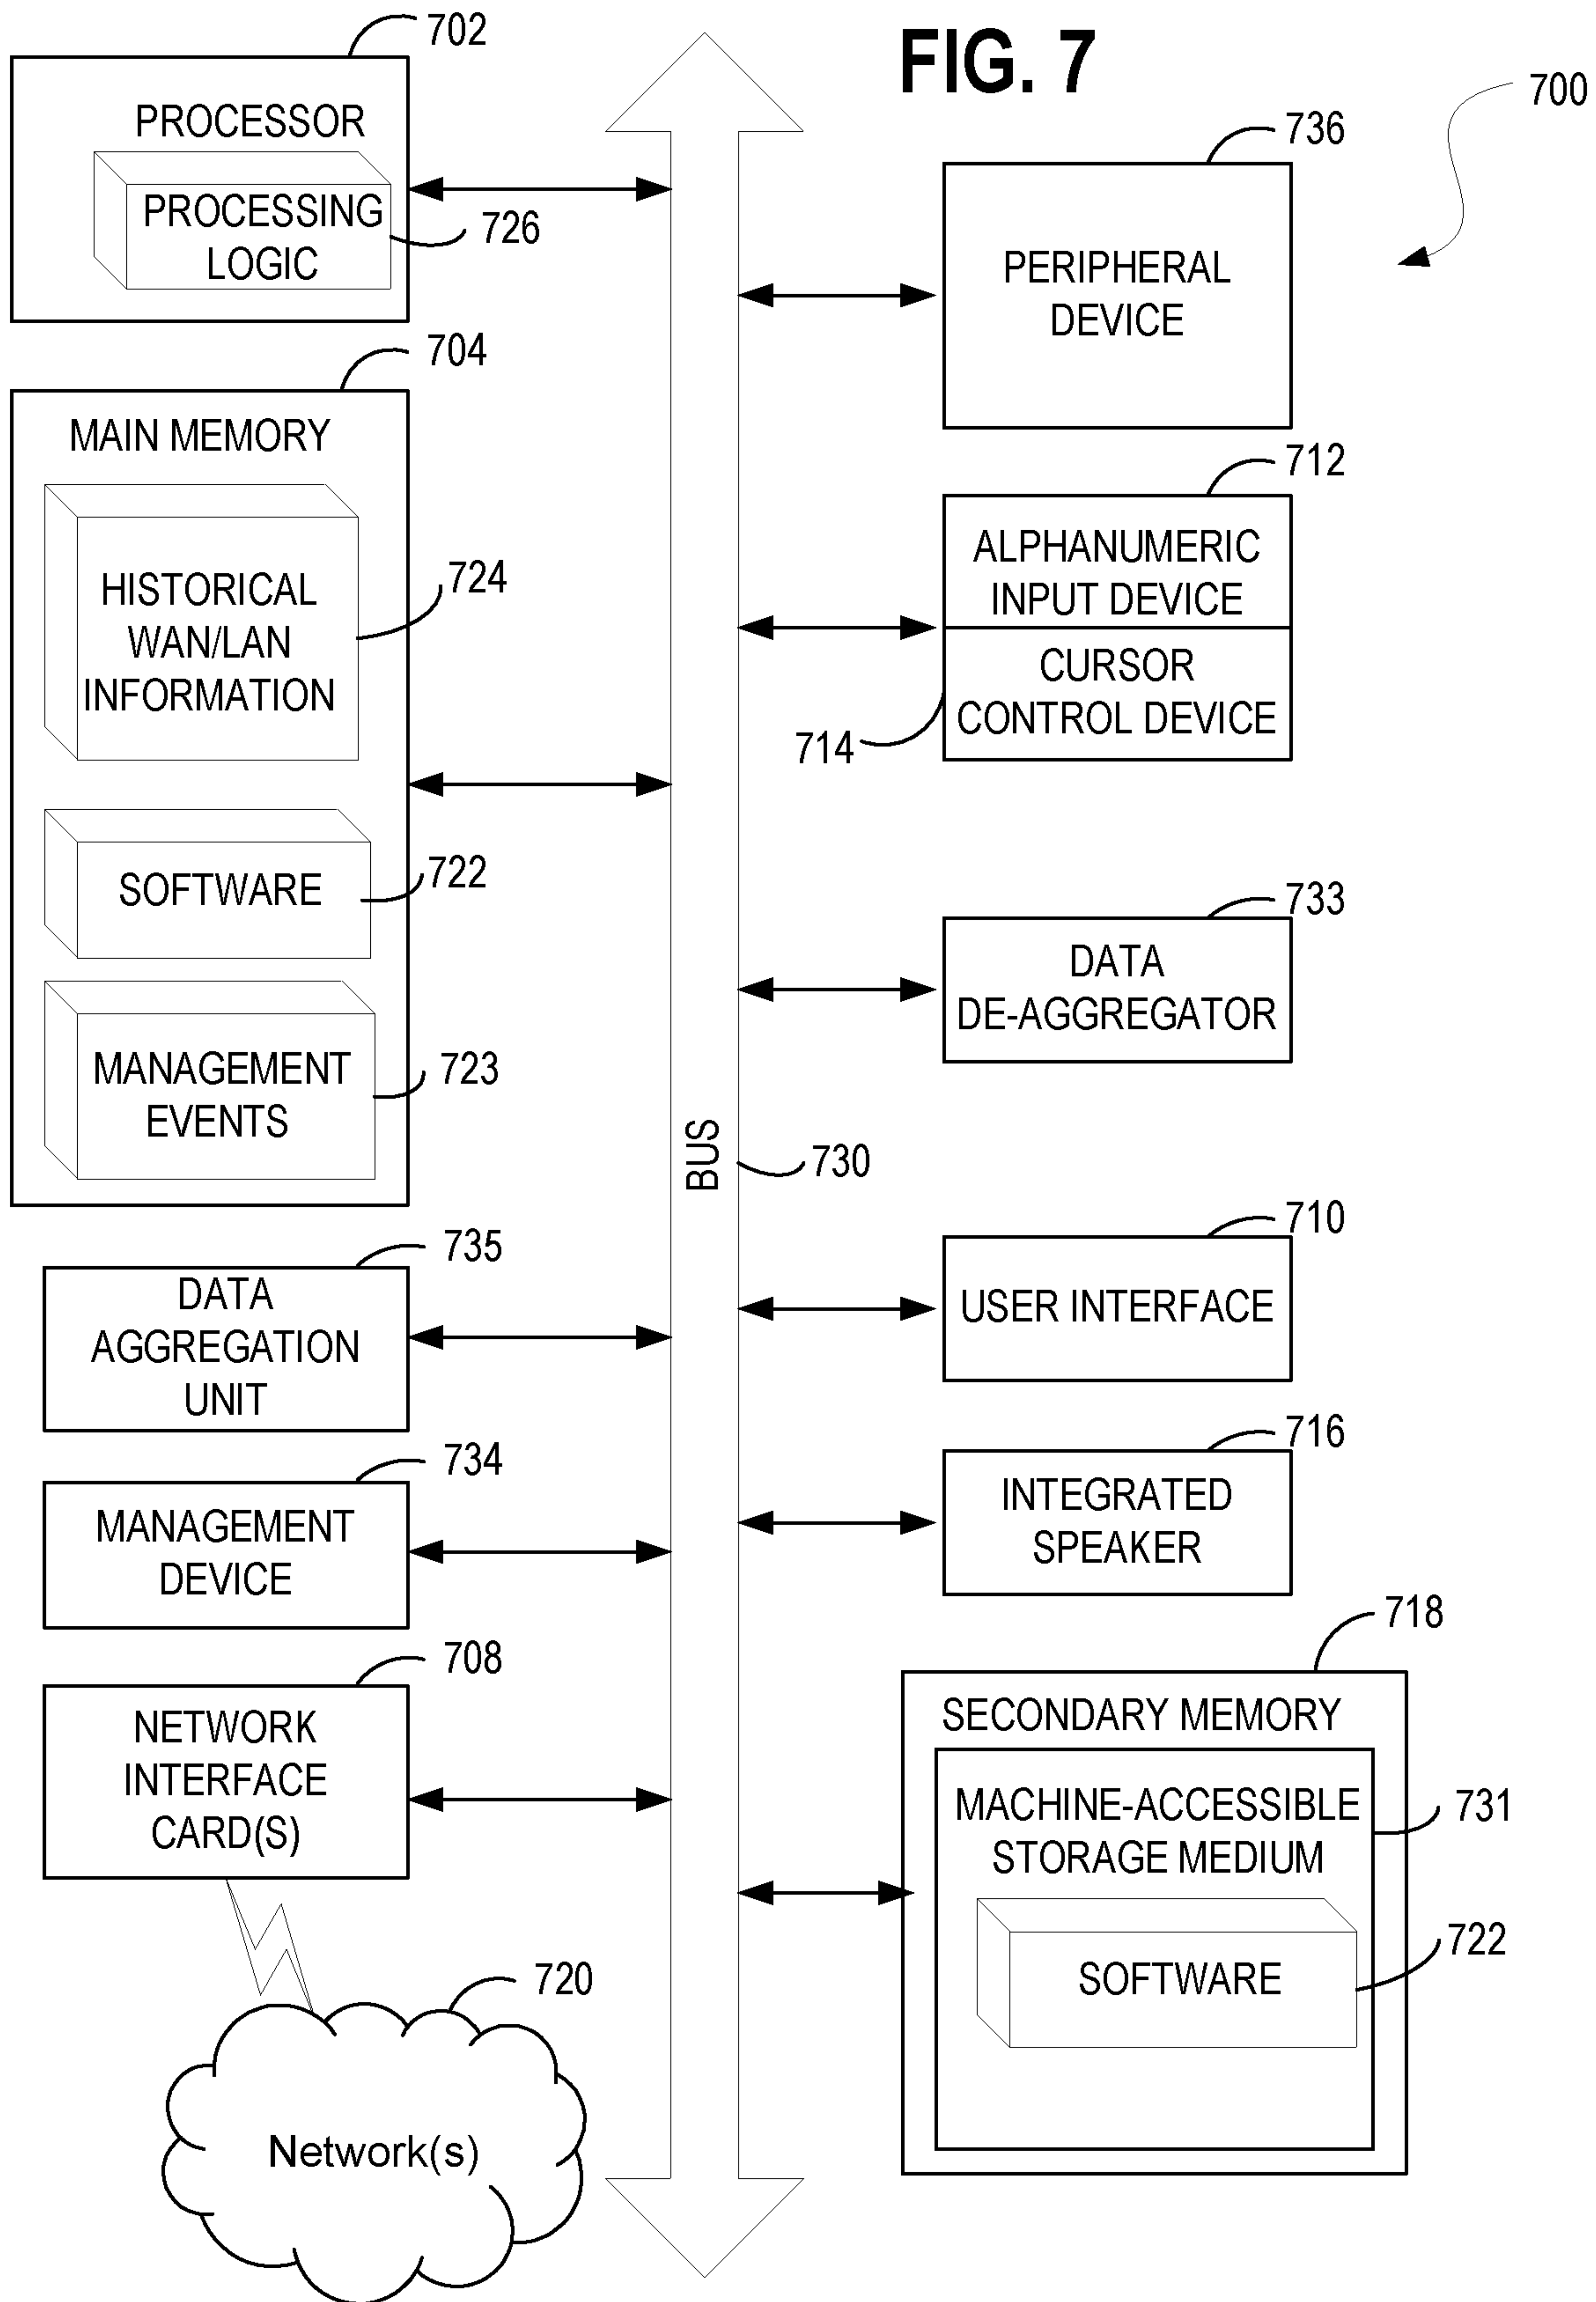 FIG. 7
700
702
PROCESSOR
PROCESSING
LOGIC
726
704
MAIN MEMORY
HISTORICAL
WAN/LAN
INFORMATION
724
SOFTWARE
722
MANAGEMENT
EVENTS
723
735
DATA
AGGREGATION
UNIT
734
MANAGEMENT
DEVICE
708
NETWORK
INTERFACE
CARD(S)
720
Network(s)
BUS
730
736
PERIPHERAL
DEVICE
712
ALPHANUMERIC
INPUT DEVICE
CURSOR
CONTROL DEVICE
714
733
DATA
DE-AGGREGATOR
710
USER INTERFACE
716
INTEGRATED
SPEAKER
718
SECONDARY MEMORY
MACHINE-ACCESSIBLE
STORAGE MEDIUM
731
SOFTWARE
722